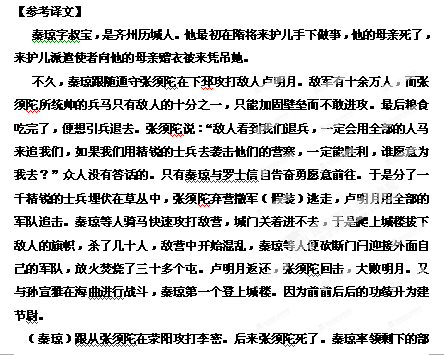 【参考译文】
秦琼字叔宝，是齐州历城人。他最初在隋将来护儿手下做事，他的母亲死了，
来护儿派遣使者向他的母亲赠衣被来凭吊她。
不久，秦琼跟随通守张须陀在下邳攻打敌人卢明月。敌军有十余万人，而张
须陀所统帅的兵马只有敌人的十分之一，只能加固壁垒而不敢进攻。最后粮食
吃完了，便想引兵退去。张须陀说：“敌人看到我们退兵，一定会用全部的人马
来追我们，如果我们用精锐的士兵去袭击他们的营寨，一定能胜利，谁愿意为
我去？”众人没有答话的。只有秦琼与罗士信自告奋勇愿意前往。于是分了一
千精锐的士兵埋伏在草丛中，张须陀弃营撤军（假装）逃走，卢明月用全部的
军队追击。秦琼等人骑马快速攻打敌营，城门关着进不去，于是爬上城楼拔下
敌人的旗帜，杀了几十人，敌营中开始混乱，秦琼等人便砍断门闩迎接外面自
己的军队，放火焚烧了三十多个屯。卢明月返还，张须陀回击，大败明月。又
与孙宣雅在海曲进行战斗，秦琼第一个登上城楼。因为前前后后的功绩升为建
节尉。
（秦琼）跟从张须陀在荥阳攻打李密。后来张须陀死了。秦琼率领剩下的部